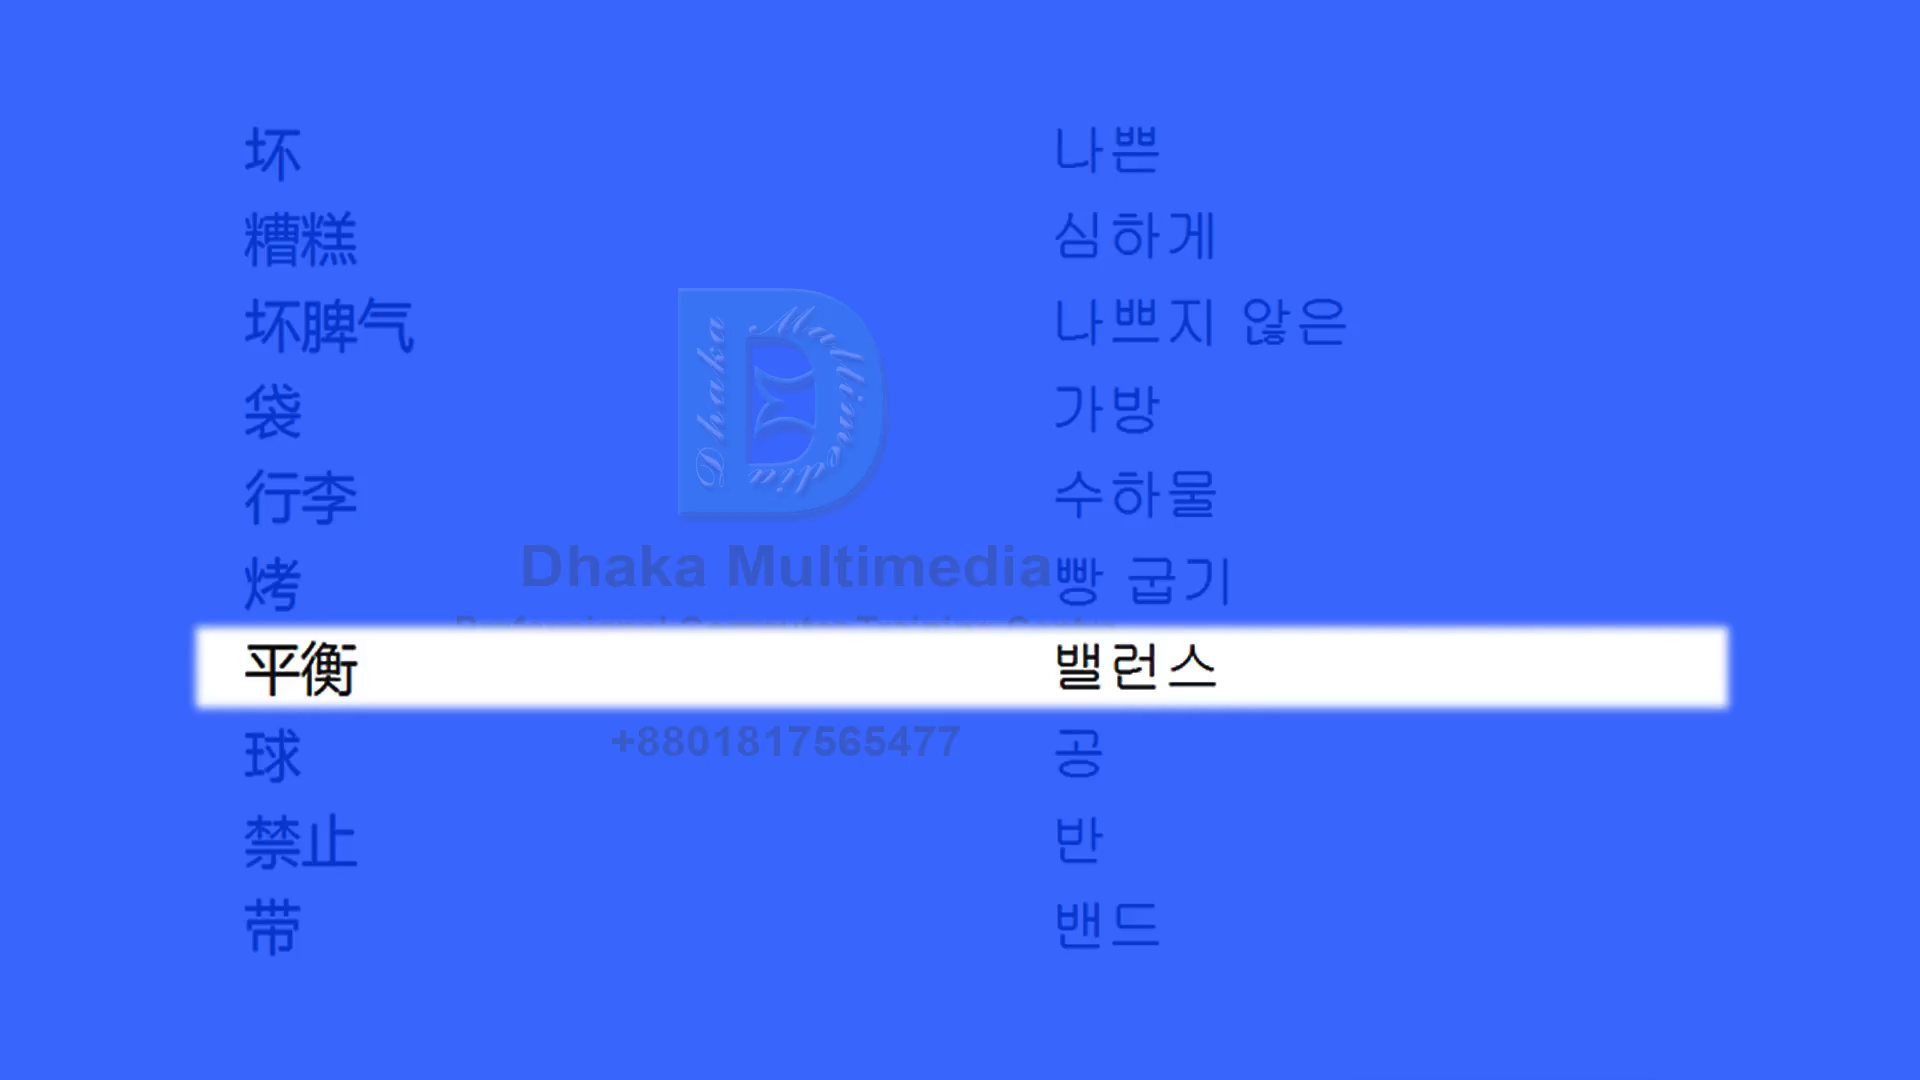 坏 나쁜
糟糕 심하게
坏脾气 나쁘지 않은
Dhaka Multimedia
袋 가방
行李 수하물
烤 빵 굽기
Dhaka Multimedia
平衡 밸런스
球 공
+8801817565477
禁止 반
带 밴드